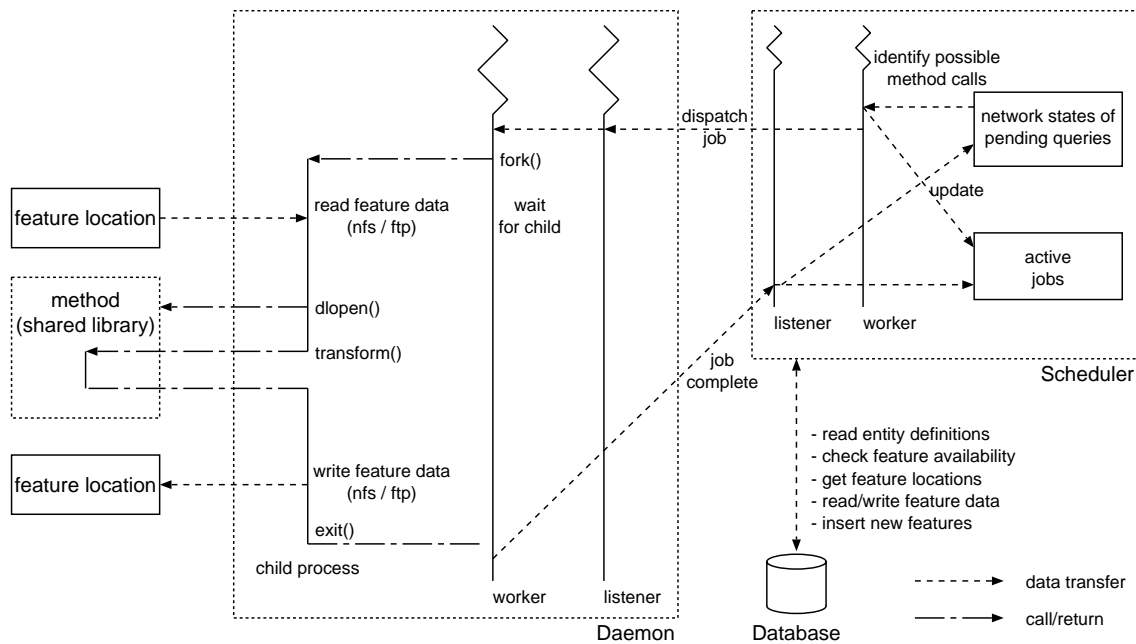 identify possible
method calls
network states of
pending queries
dispatch
job
fork()
update
feature location
read feature data
(nfs / ftp)
wait
for child
active
jobs
method
(shared library)
dlopen()
listener
worker
transform()
job
complete
Scheduler
- read entity definitions
- check feature availability
- get feature locations
- read/write feature data
- insert new features
feature location
write feature data
(nfs / ftp)
exit()
child process
worker
listener
data transfer
call/return
Daemon
Database